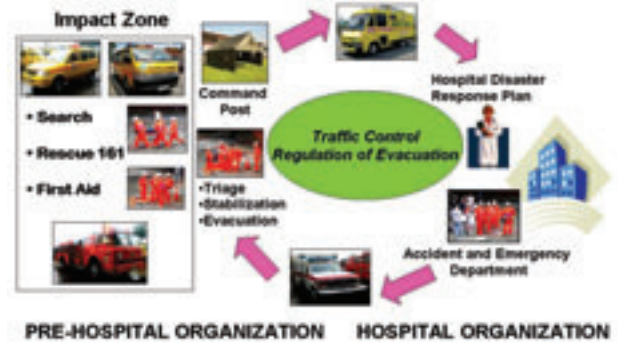 Impact Zone
• Search
• Rescue 161
• First Aid
Command
Post
•Triage
•Stabilization
•Evacuation
Traffic Control
Regulation of Evacuation
Hospital Disaster
Response Plan
Accident and Emergency
Department
PRE-HOSPITAL ORGANIZATION
HOSPITAL ORGANIZATION